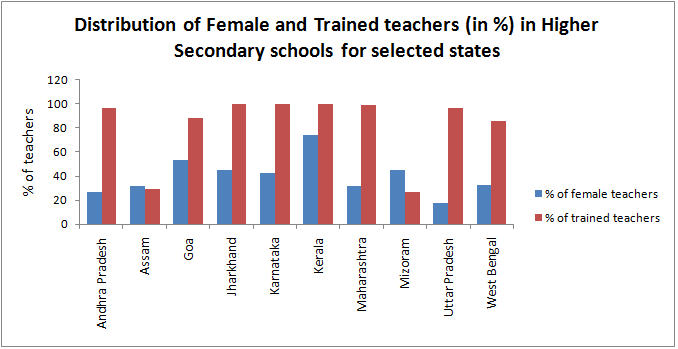 Distribution of Female and Trained teachers (in %) in Higher
Secondary schools for selected states
% of teachers
120
100
80
60
40
20
0
Andhra Pradesh
Assam
Goa
Jharkhand
Karnataka
Kerala
Maharashtra
Mizoram
Uttar Pradesh
West Bengal
% of female teachers
% of trained teachers